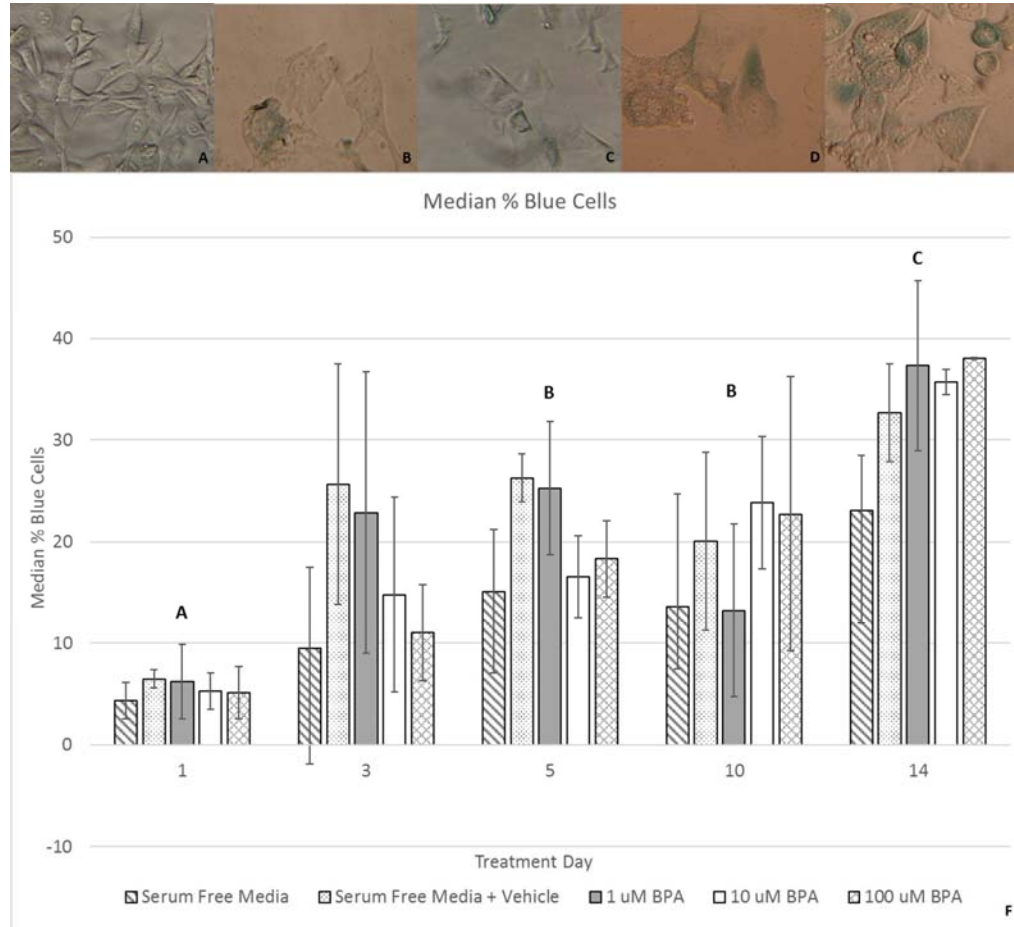 A B C D
Median % Blue Cells
50
40
30
20
10
0
-10
Median % Blue Cells
A
B
B
C
1 3 5 10 14
Treatment Day
Serum Free Media Serum Free Media + Vehicle 1 uM BPA 10 uM BPA 100 uM BPA
F